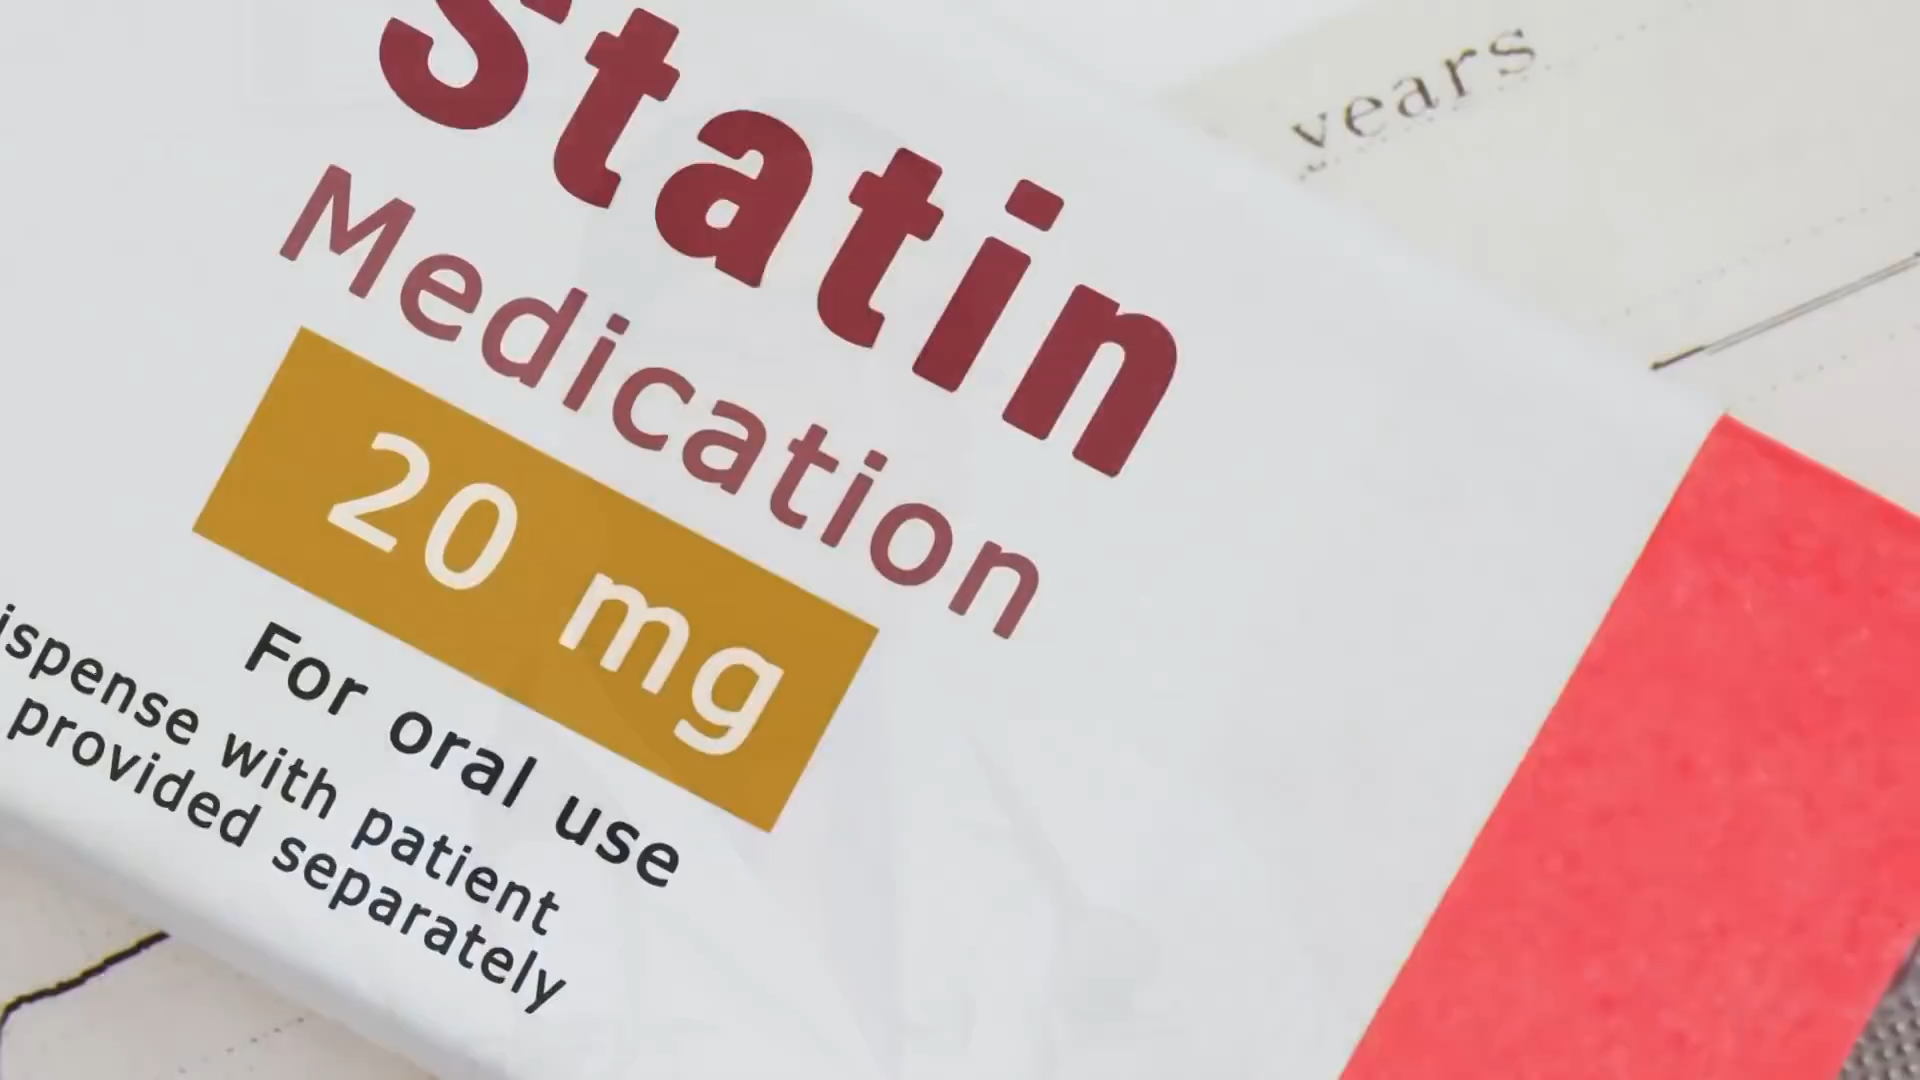 Statin
years
Medication
20 mg
For oral use
ispense with patient
provided separately